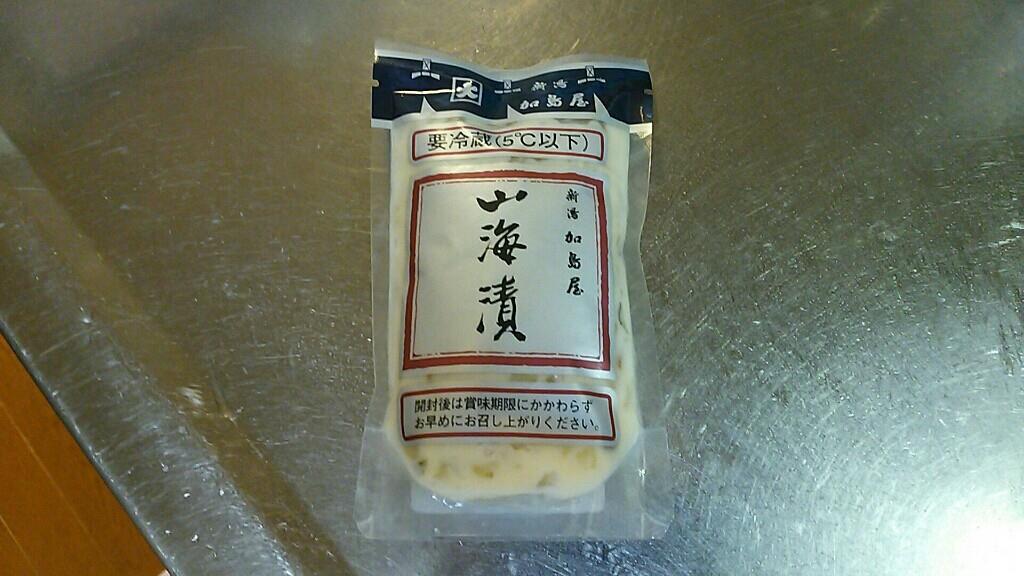 大
新潟
加島屋
要冷蔵(5℃以下)
新潟 加島屋
山海漬
開封後は賞味期限にかかわらず
お早めにお召し上がりください。